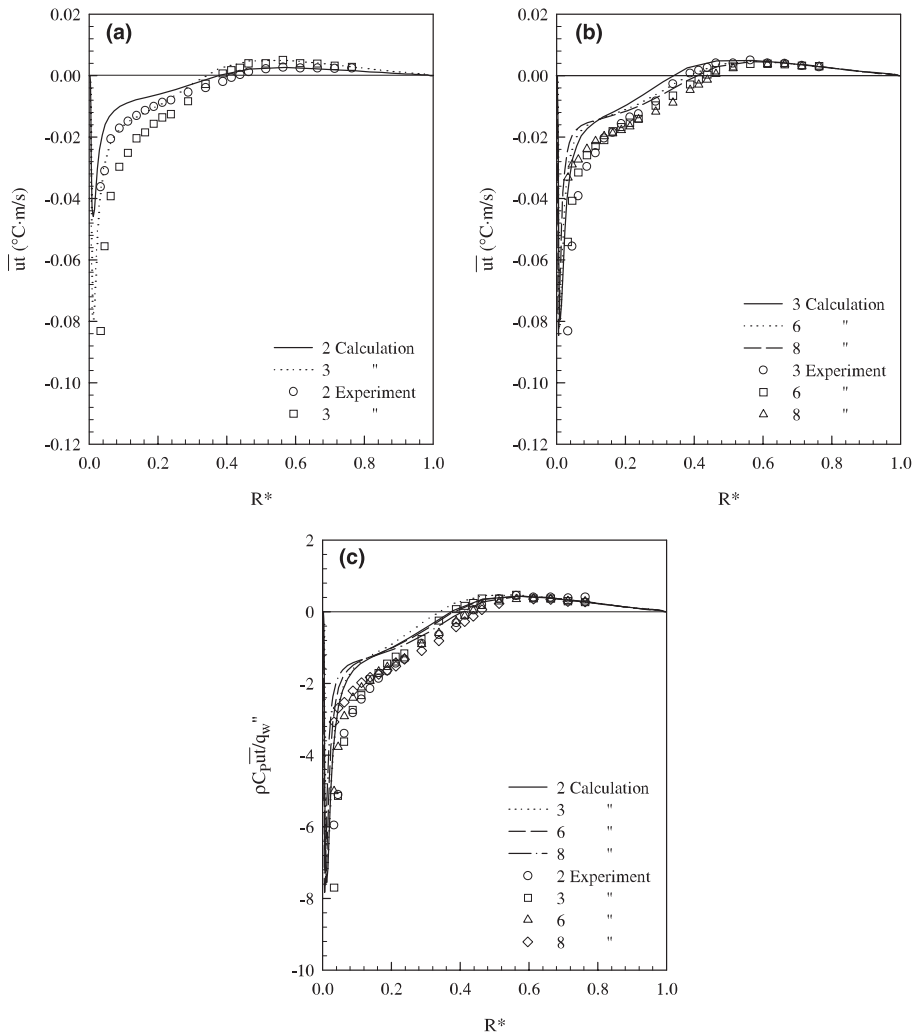 (a)
0.02
0.00
-0.02
-0.04
-0.06
-0.08
-0.10
-0.12
u̅t̅ (°C·m/s)
2 Calculation
3 "
2 Experiment
3 "
0.0 0.2 0.4 0.6 0.8 1.0
R*
(b)
0.02
0.00
-0.02
-0.04
-0.06
-0.08
-0.10
-0.12
u̅t̅ (°C·m/s)
3 Calculation
6 "
8 "
3 Experiment
6 "
8 "
0.0 0.2 0.4 0.6 0.8 1.0
R*
(c)
2
0
-2
-4
-6
-8
-10
ρCₚu̅t̅/q_w"
2 Calculation
3 "
6 "
8 "
2 Experiment
3 "
6 "
8 "
0.0 0.2 0.4 0.6 0.8 1.0
R*